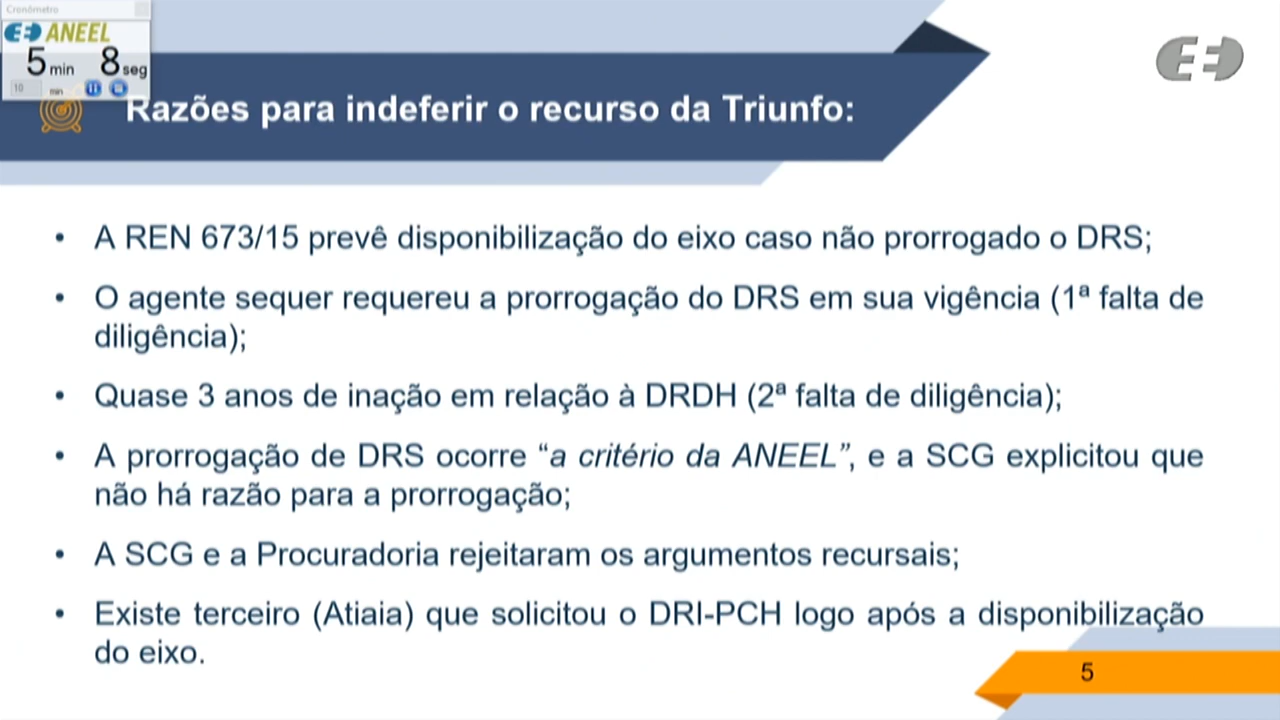 Cronômetro
ANEEL
5 min 8 seg
10 min
Razões para indeferir o recurso da Triunfo:
• A REN 673/15 prevê disponibilização do eixo caso não prorrogado o DRS;
• O agente sequer requereu a prorrogação do DRS em sua vigência (1ª falta de
diligência);
• Quase 3 anos de inação em relação à DRDH (2ª falta de diligência);
• A prorrogação de DRS ocorre “a critério da ANEEL”, e a SCG explicitou que
não há razão para a prorrogação;
• A SCG e a Procuradoria rejeitaram os argumentos recursais;
• Existe terceiro (Atiaia) que solicitou o DRI-PCH logo após a disponibilização
do eixo.
5